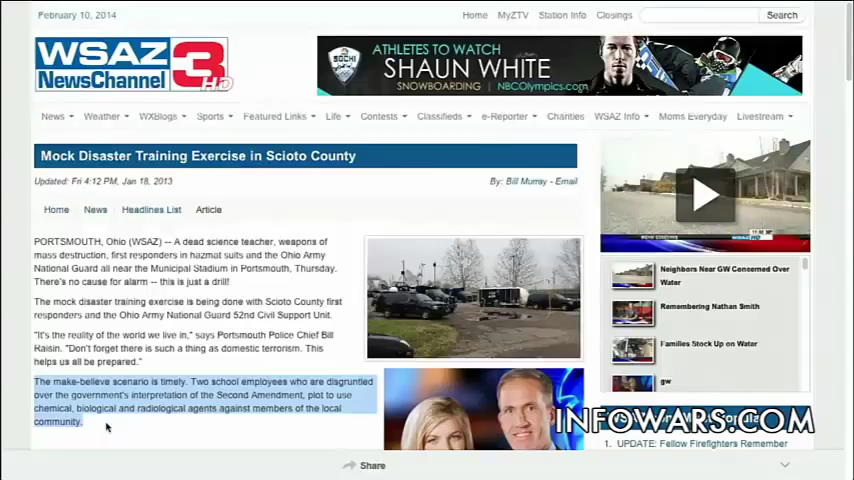 February 10, 2014
Home MyZTV Station Info Closings Search
WSAZ
NewsChannel 3 HD
SOCHI
ATHLETES TO WATCH
SHAUN WHITE
SNOWBOARDING | NBCOlympics.com
News Weather WXBlogs Sports Featured Links Life Contests Classifieds e-Reporter Charities WSAZ Info Moms Everyday Livestream
Mock Disaster Training Exercise in Scioto County
Updated: Fri 4:12 PM, Jan 18, 2013 By: Bill Murray - Email
Home News Headlines List Article
PORTSMOUTH, Ohio (WSAZ) -- A dead science teacher, weapons of
mass destruction, first responders in hazmat suits and the Ohio Army
National Guard all near the Municipal Stadium in Portsmouth, Thursday.
There's no cause for alarm -- this is just a drill!
The mock disaster training exercise is being done with Scioto County first
responders and the Ohio Army National Guard 52nd Civil Support Unit.
"It's the reality of the world we live in," says Portsmouth Police Chief Bill
Raisin. "Don't forget there is such a thing as domestic terrorism. This
helps us all be prepared."
The make-believe scenario is timely. Two school employees who are disgruntled
over the government's interpretation of the Second Amendment, plot to use
chemical, biological and radiological agents against members of the local
community.
Neighbors Near GW Concerned Over
Water
Remembering Nathan Smith
Families Stock Up on Water
gw
INFOWARS.COM
1. UPDATE: Fellow Firefighters Remember
Share